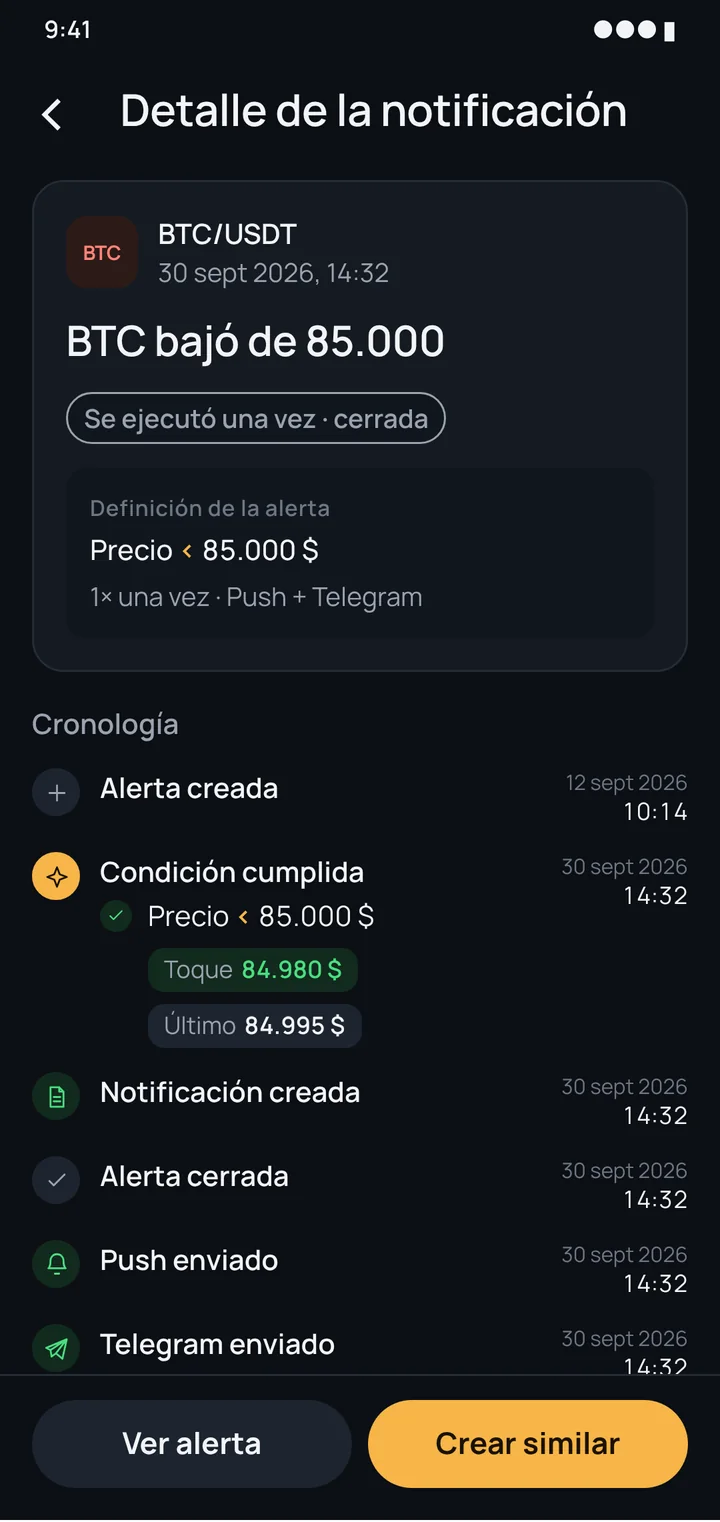 9:41
Detalle de la notificación
BTC
BTC/USDT
30 sept 2026, 14:32
BTC bajó de 85.000
Se ejecutó una vez · cerrada
Definición de la alerta
Precio < 85.000 $
1× una vez · Push + Telegram
Cronología
Alerta creada
12 sept 2026
10:14
Condición cumplida
30 sept 2026
14:32
Precio < 85.000 $
Toque 84.980 $
Último 84.995 $
Notificación creada
30 sept 2026
14:32
Alerta cerrada
30 sept 2026
14:32
Push enviado
30 sept 2026
14:32
Telegram enviado
30 sept 2026
14:32
Ver alerta
Crear similar